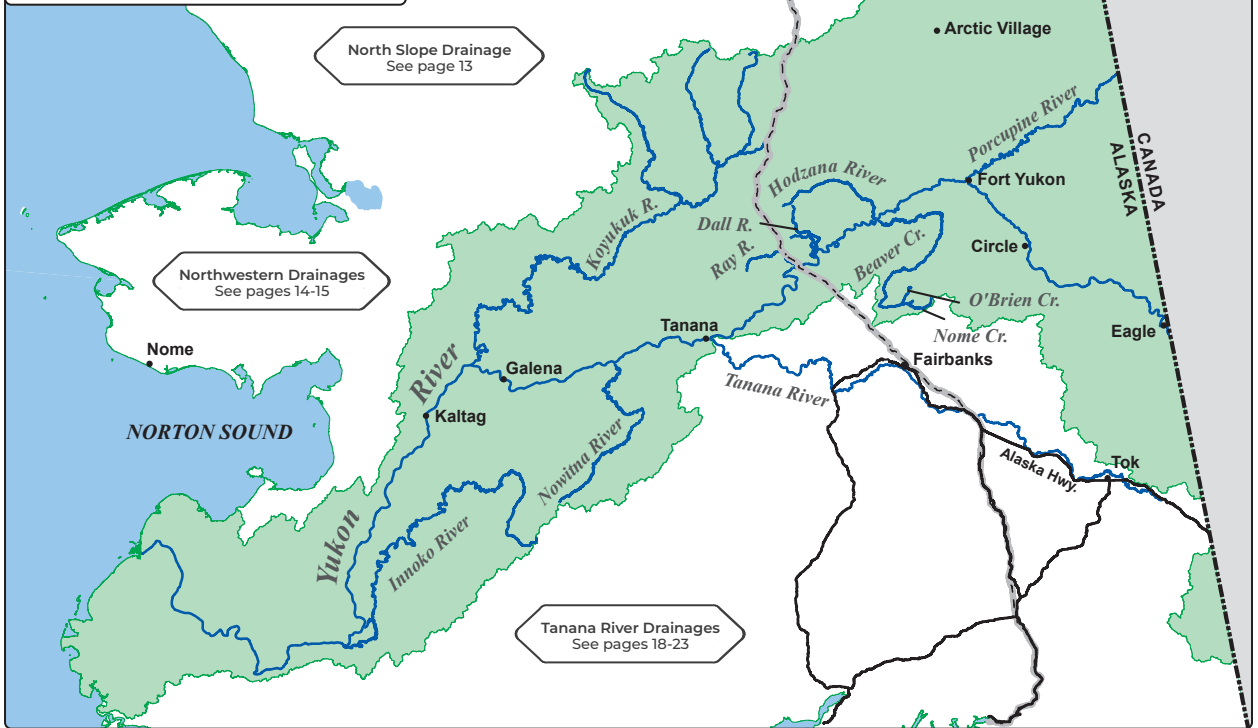 Arctic Village
North Slope Drainage
See page 13
Porcupine River
CANADA
ALASKA
Hodzana River
Fort Yukon
Koyukuk R.
Dall R.
Ray R.
Beaver Cr.
Circle
Northwestern Drainages
See pages 14-15
O'Brien Cr.
Nome Cr.
Eagle
Tanana
Nome
Fairbanks
Galena
River
Tanana River
Kaltag
NORTON SOUND
Nowitna River
Alaska Hwy.
Tok
Yukon
Innoko River
Tanana River Drainages
See pages 18-23